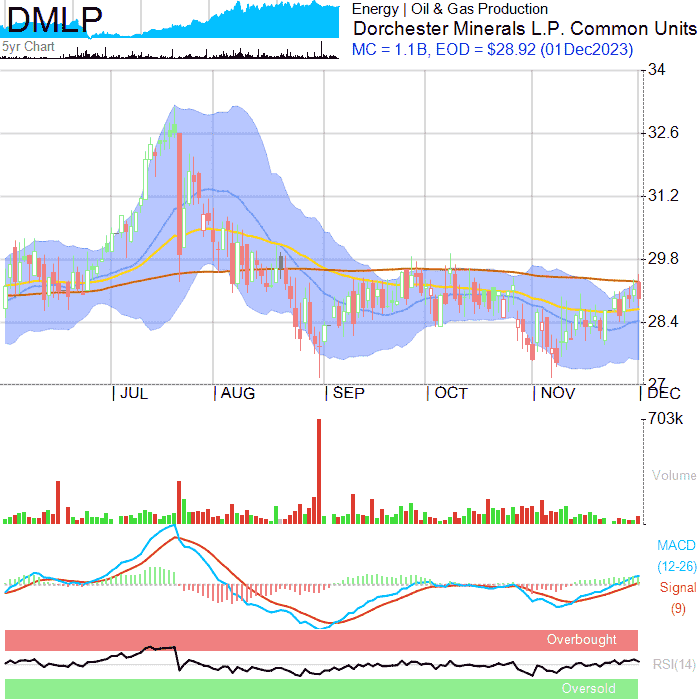 DMLP
5yr Chart
Energy | Oil & Gas Production
Dorchester Minerals L.P. Common Units
MC = 1.1B, EOD = $28.92 (01Dec2023)
34
32.6
31.2
29.8
28.4
27
JUL
AUG
SEP
OCT
NOV
DEC
703k
Volume
MACD
(12-26)
Signal
(9)
Overbought
RSI(14)
Oversold